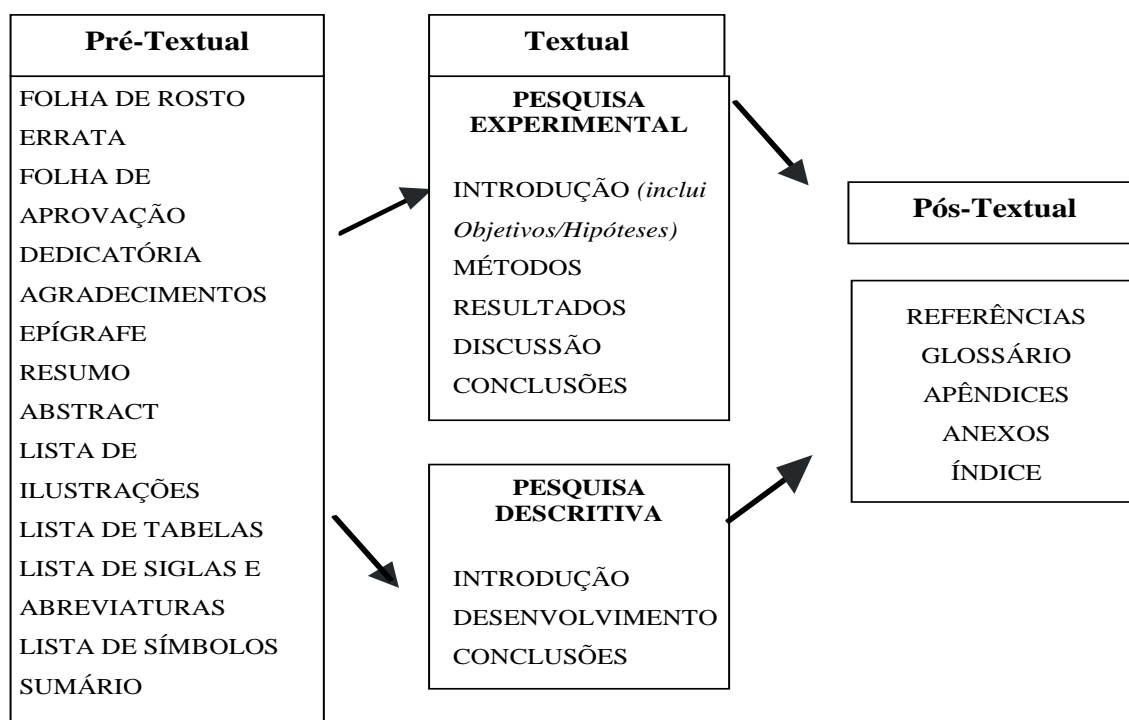 Pré-Textual
FOLHA DE ROSTO
ERRATA
FOLHA DE
APROVAÇÃO
DEDICATÓRIA
AGRADECIMENTOS
EPÍGRAFE
RESUMO
ABSTRACT
LISTA DE
ILUSTRAÇÕES
LISTA DE TABELAS
LISTA DE SIGLAS E
ABREVIATURAS
LISTA DE SÍMBOLOS
SUMÁRIO
Textual
PESQUISA
EXPERIMENTAL
INTRODUÇÃO (inclui
Objetivos/Hipóteses)
MÉTODOS
RESULTADOS
DISCUSSÃO
CONCLUSÕES
PESQUISA
DESCRITIVA
INTRODUÇÃO
DESENVOLVIMENTO
CONCLUSÕES
Pós-Textual
REFERÊNCIAS
GLOSSÁRIO
APÊNDICES
ANEXOS
ÍNDICE